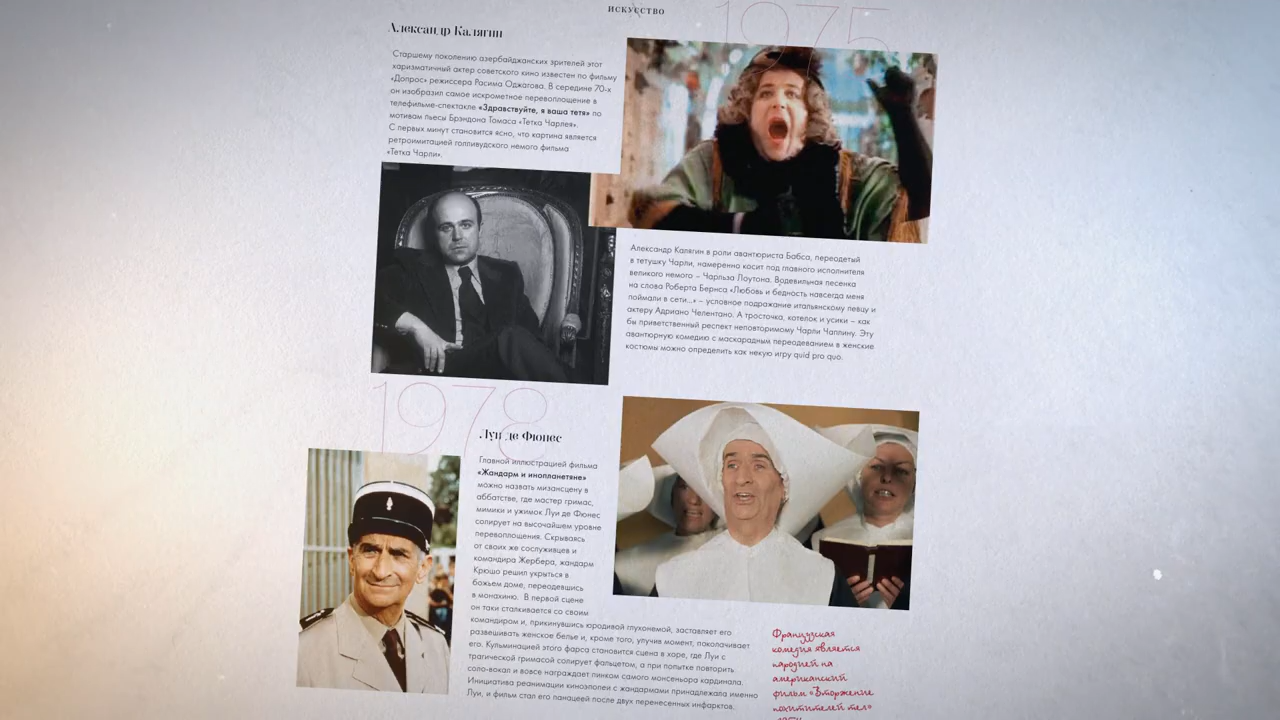 ИСКУССТВО
1975
Александр Калягин
Старшему поколению азербайджанских зрителей этот
харизматичный актер советского кино известен по фильму
«Допрос» режиссера Расима Оджагова. В середине 70-х
он изобразил самое искрометное перевоплощение в
телефильме-спектакле «Здравствуйте, я ваша тетя» по
мотивам пьесы Брэндона Томаса «Тетка Чарлея».
С первых минут становится ясно, что картина является
ретроимитацией голливудского немого фильма
«Тетка Чарли».
Александр Калягин в роли авантюриста Бабса, переодетый
в тетушку Чарли, намеренно косит под главного исполнителя
великого немого – Чарльза Лоутона. Водевильная песенка
на слова Роберта Бернса «Любовь и бедность навсегда меня
поймали в сети...» – условное подражание итальянскому певцу и
актеру Адриано Челентано. А тросточка, котелок и усики – как
бы приветственный респект неповторимому Чарли Чаплину. Эту
авантюрную комедию с маскарадным переодеванием в женские
костюмы можно определить как некую игру quid pro quo.
1978
Луи де Фюнес
Главной иллюстрацией фильма
«Жандарм и инопланетяне»
можно назвать мизансцену в
аббатстве, где мастер гримас,
мимики и ужимок Луи де Фюнес
солирует на высочайшем уровне
перевоплощения. Скрываясь
от своих же сослуживцев и
командира Жербера, жандарм
Крюшо решил укрыться в
божьем доме, переодевшись
в монахиню. В первой сцене
он таки сталкивается со своим
командиром и, прикинувшись юродивой глухонемой, заставляет его
развешивать женское белье и, кроме того, улучив момент, поколачивает
его. Кульминацией этого фарса становится сцена в хоре, где Луи с
трагической гримасой солирует фальцетом, а при попытке повторить
соло-вокал и вовсе награждает пинком самого монсеньора кардинала.
Инициатива реанимации киноэпопеи с жандармами принадлежала именно
Луи, и фильм стал его панацеей после двух перенесенных инфарктов.
Французская
комедия является
пародией на
американский
фильм «Вторжение
похитителей тел»